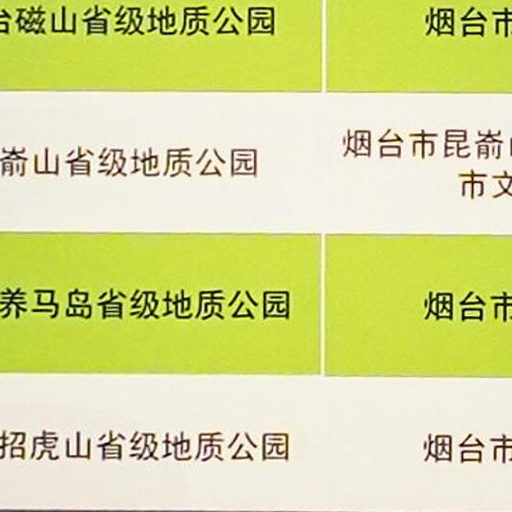 台磁山省级地质公园
烟台市
嵛山省级地质公园
烟台市昆嵛山
市文
养马岛省级地质公园
烟台市
招虎山省级地质公园
烟台市